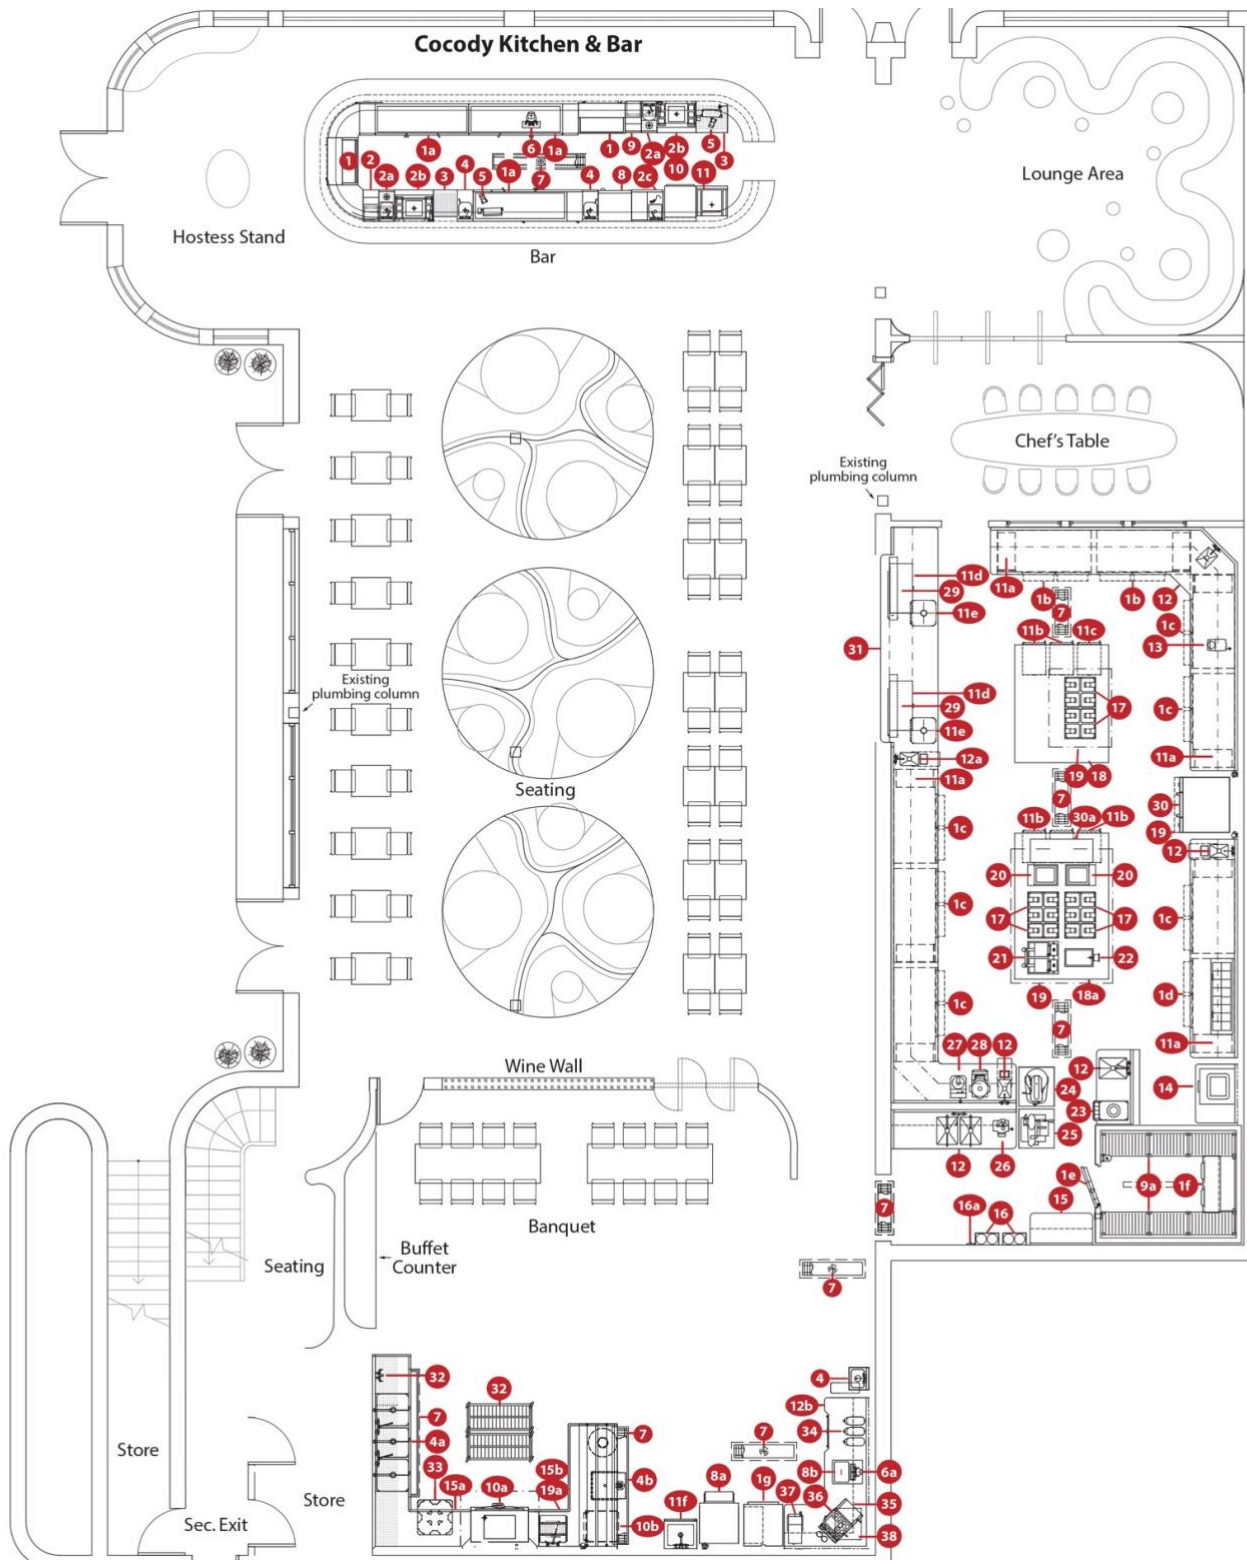 Cocody Kitchen & Bar
1a
6
1a
1
9
2a
2b
5
1
2
2a
2b
3
4
5
1a
7
4
8
2c
10
11
3
Lounge Area
Hostess Stand
Bar
Chef's Table
Existing
plumbing column
11d
11a
1b
1b
12
29
7
1c
11e
11b
11c
13
31
Existing
plumbing column
11d
29
17
1c
11e
12a
11a
19
18
11a
Seating
7
30
1c
11b
30a
11b
19
12
20
20
1c
17
17
1c
21
22
1c
19
18a
1d
7
11a
Wine Wall
27
28
12
12
24
14
23
12
26
25
1e
9a
1f
16a
16
15
7
Banquet
Seating
Buffet
Counter
7
32
32
4
12b
7
7
7
34
4a
15b
8a
1g
8b
6a
Store
33
15a
10a
19a
4b
37
36
35
Store
11f
10b
38
Sec. Exit